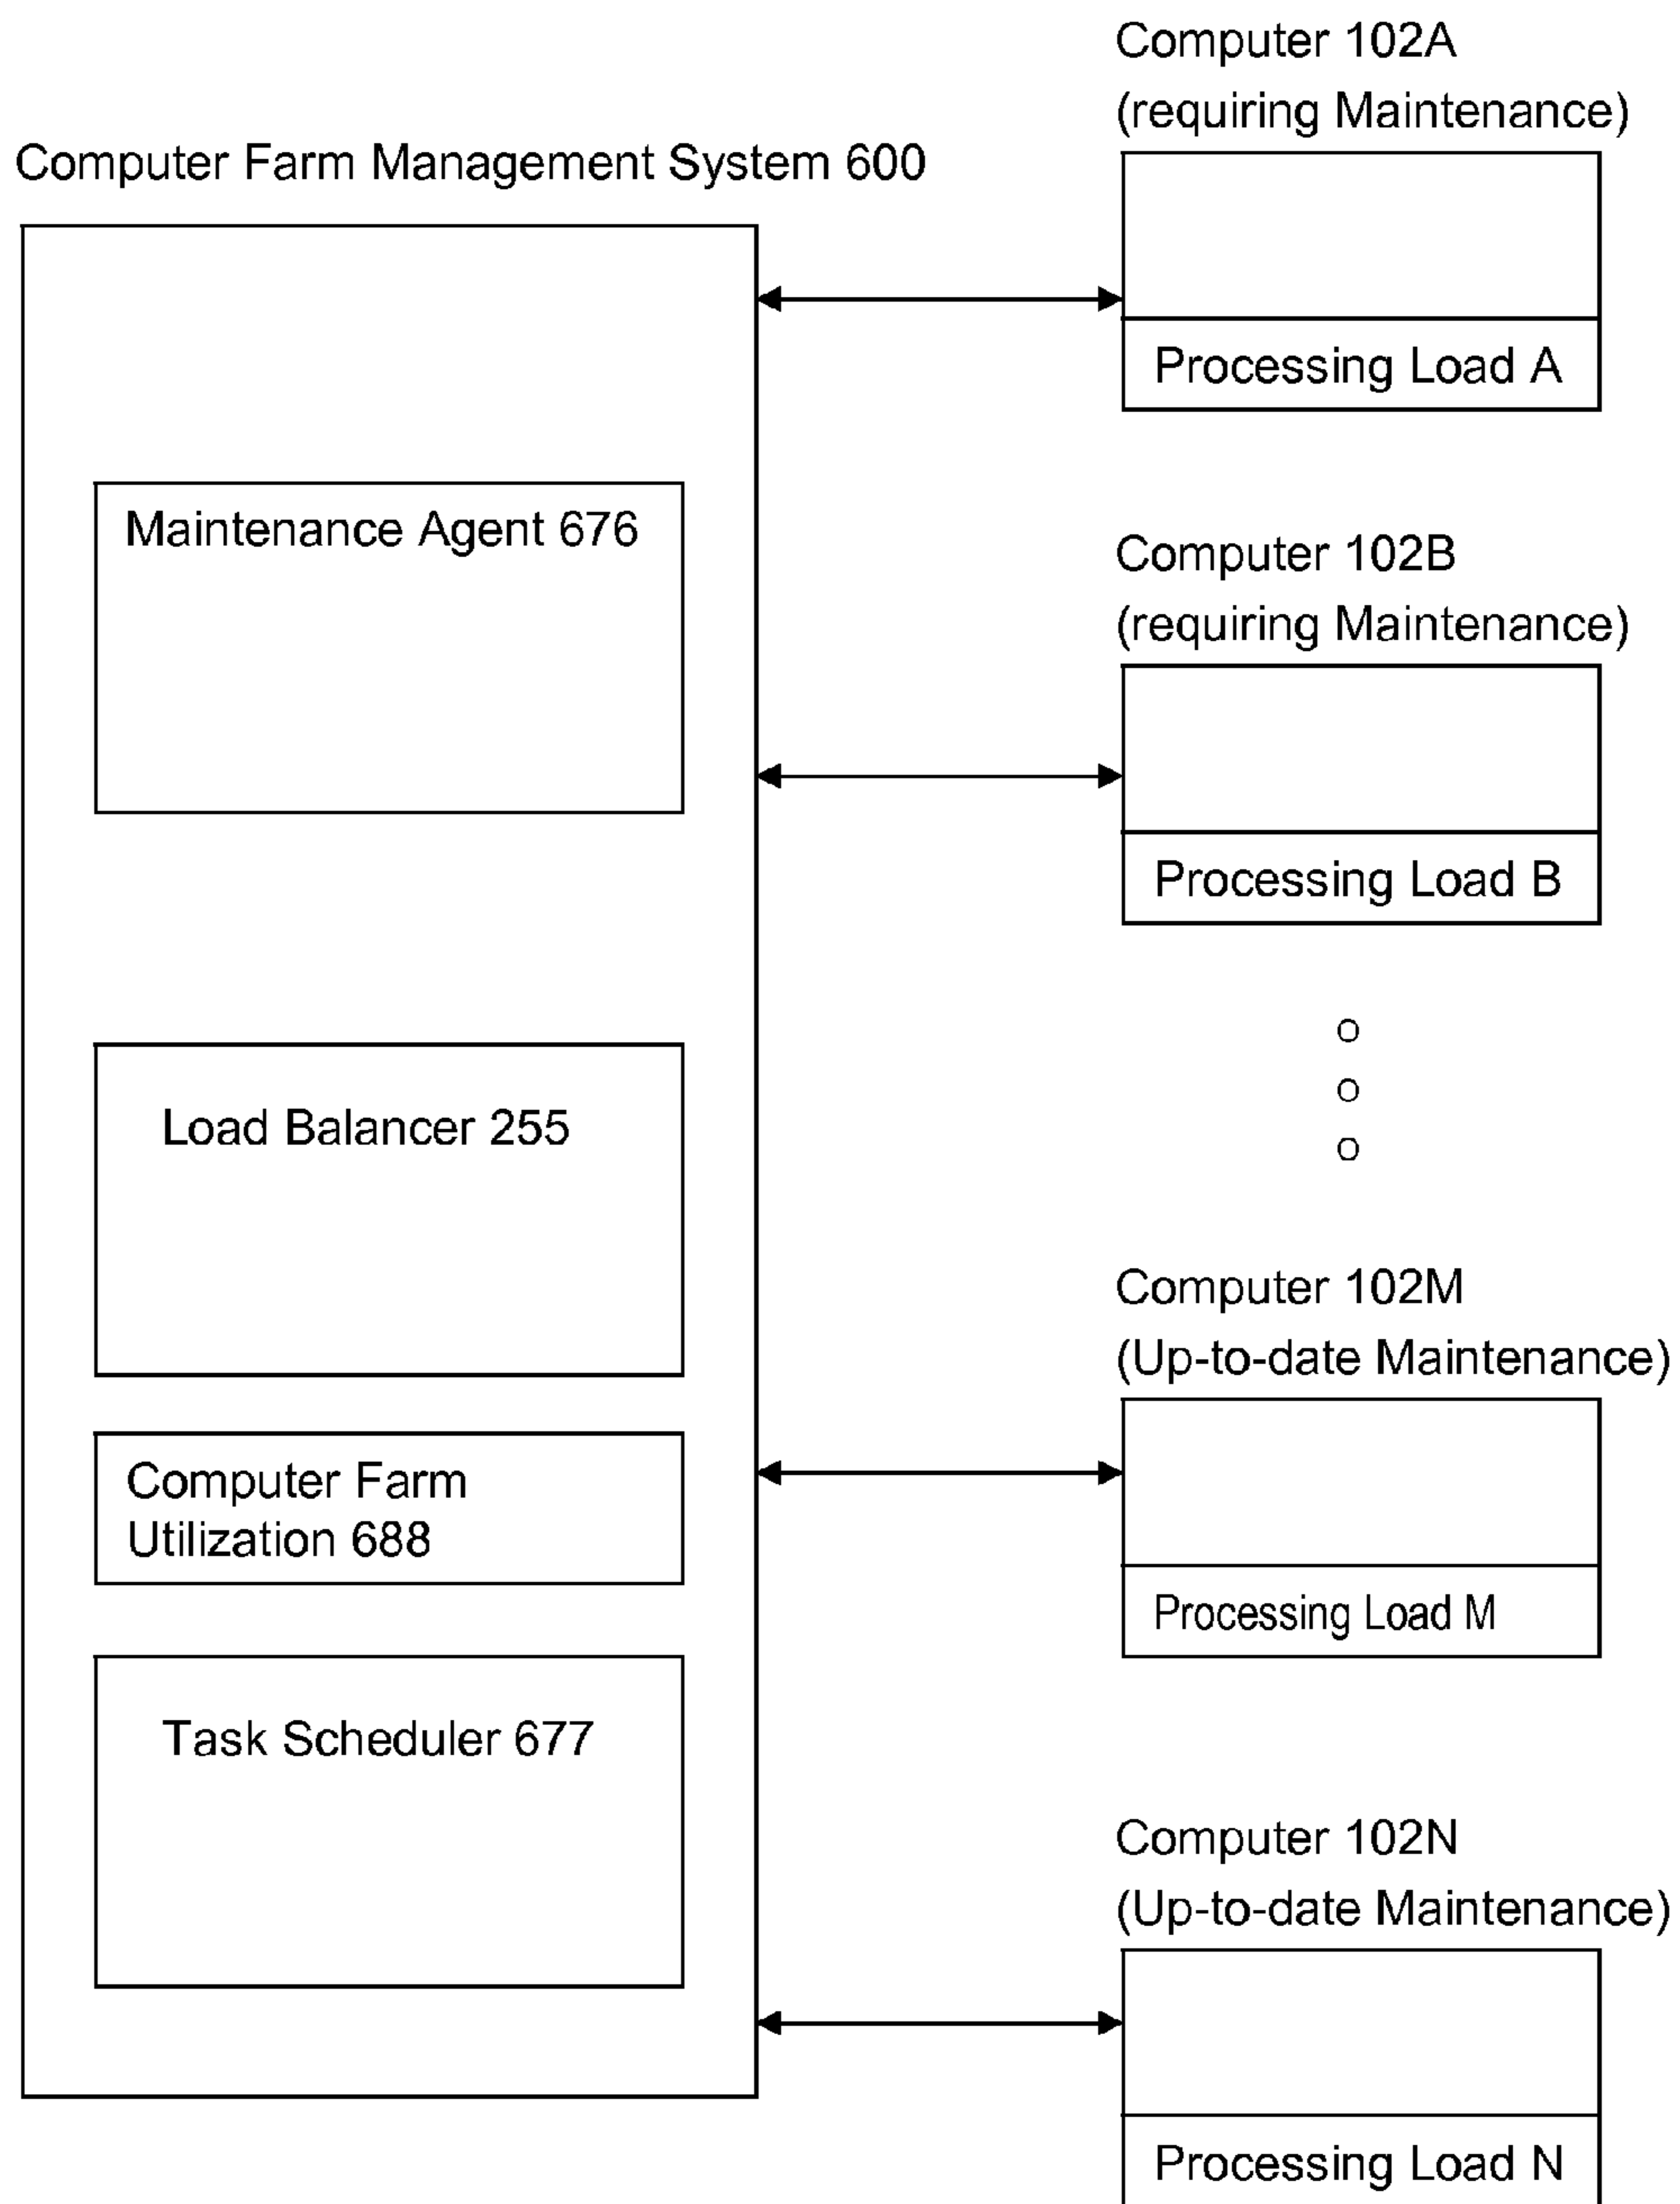 Computer Farm Management System 600
Maintenance Agent 676
Load Balancer 255
Computer Farm
Utilization 688
Task Scheduler 677
Computer 102A
(requiring Maintenance)
Processing Load A
Computer 102B
(requiring Maintenance)
Processing Load B
Computer 102M
(Up-to-date Maintenance)
Processing Load M
Computer 102N
(Up-to-date Maintenance)
Processing Load N